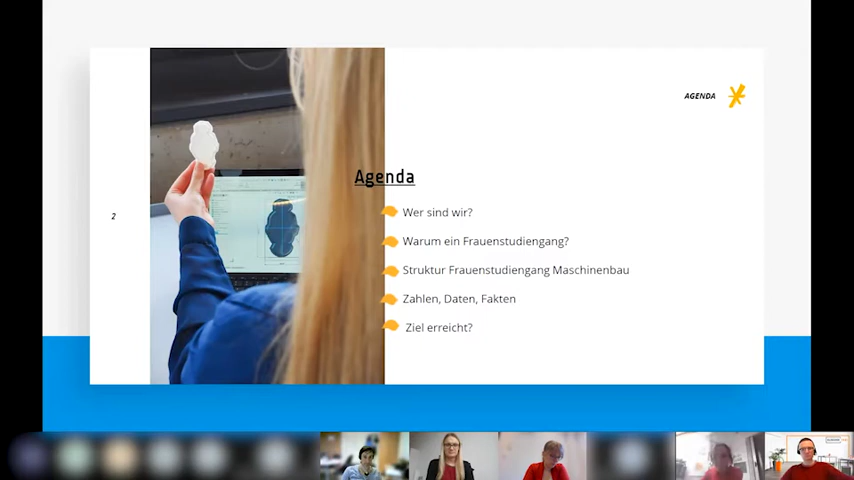 AGENDA
Agenda
2
Wer sind wir?
Warum ein Frauenstudiengang?
Struktur Frauenstudiengang Maschinenbau
Zahlen, Daten, Fakten
Ziel erreicht?